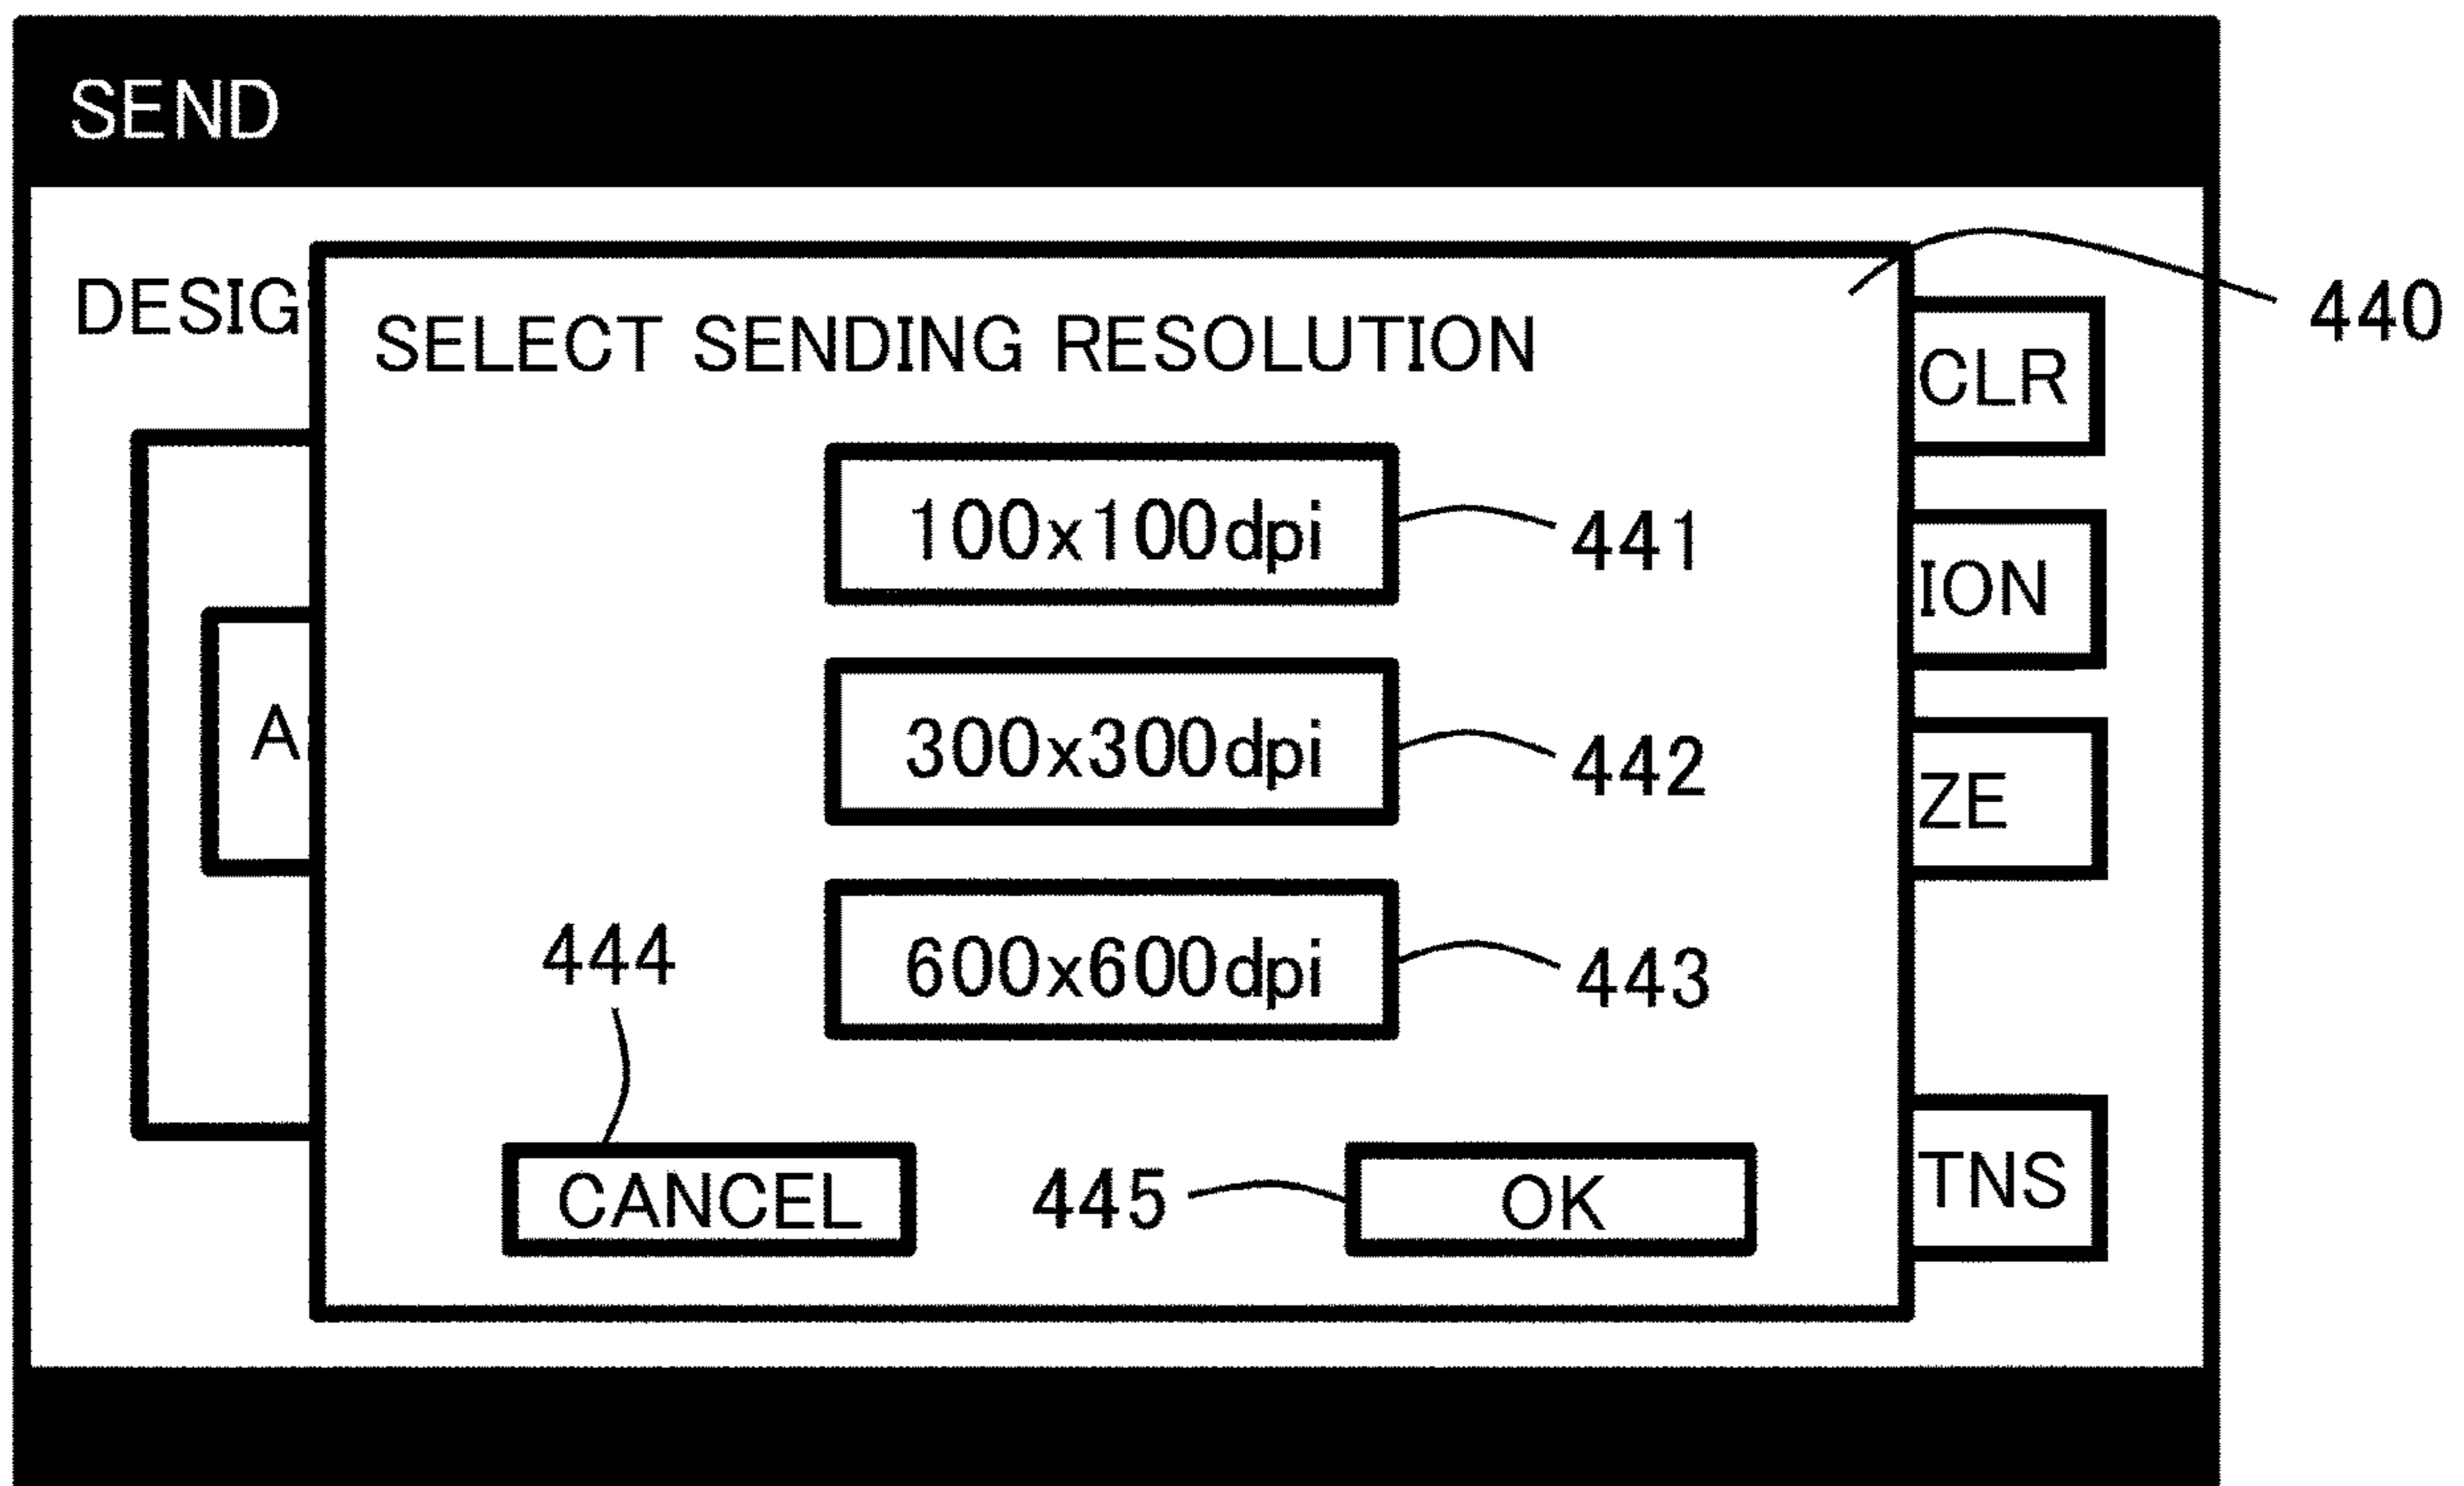 SEND
DESIG
SELECT SENDING RESOLUTION
440
CLR
100x100dpi
441
ION
A
300x300dpi
442
ZE
444
600x600dpi
443
CANCEL
445
OK
TNS